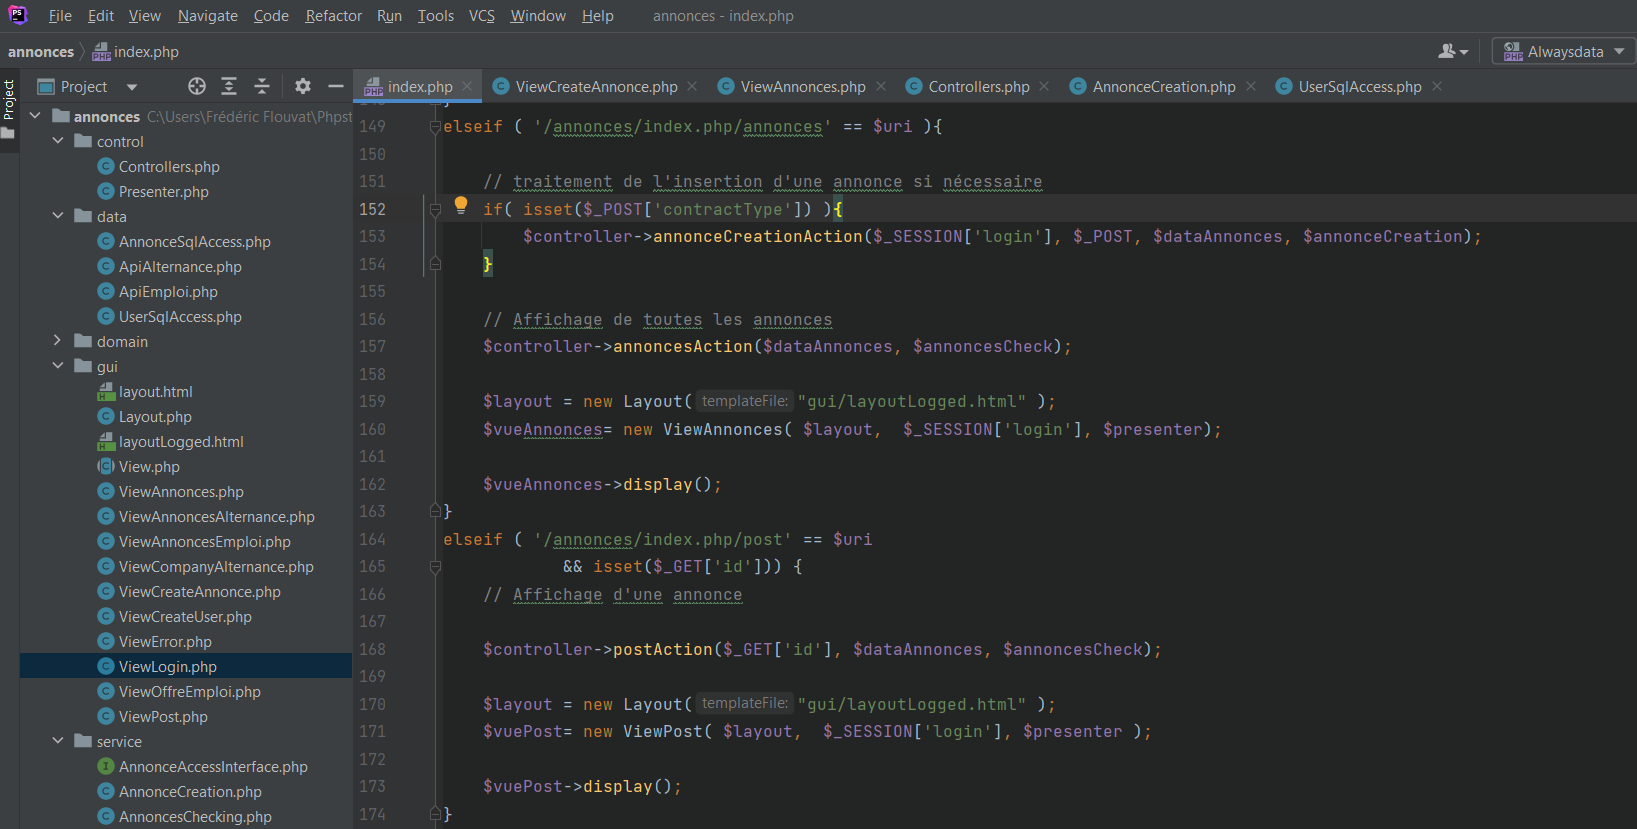 PS File Edit View Navigate Code Refactor Run Tools VCS Window Help annonces - index.php
annonces index.php Alwaysdata
Project
Project
index.php ViewCreateAnnonce.php ViewAnnonces.php Controllers.php AnnonceCreation.php UserSqlAccess.php
annonces C:\Users\Frédéric Flouvat\Phpst
control
Controllers.php
Presenter.php
data
AnnonceSqlAccess.php
ApiAlternance.php
ApiEmploi.php
UserSqlAccess.php
domain
gui
layout.html
Layout.php
layoutLogged.html
View.php
ViewAnnonces.php
ViewAnnoncesAlternance.php
ViewAnnoncesEmploi.php
ViewCompanyAlternance.php
ViewCreateAnnonce.php
ViewCreateUser.php
ViewError.php
ViewLogin.php
ViewOffreEmploi.php
ViewPost.php
service
AnnonceAccessInterface.php
AnnonceCreation.php
AnnoncesChecking.php
149 elseif ( '/annonces/index.php/annonces' == $uri ){
150
151 // traitement de l'insertion d'une annonce si nécessaire
152 if( isset($_POST['contractType']) ){
153 $controller->annonceCreationAction($_SESSION['login'], $_POST, $dataAnnonces, $annonceCreation);
154 }
155
156 // Affichage de toutes les annonces
157 $controller->annoncesAction($dataAnnonces, $annoncesCheck);
158
159 $layout = new Layout( templateFile: "gui/layoutLogged.html" );
160 $vueAnnonces= new ViewAnnonces( $layout,  $_SESSION['login'], $presenter);
161
162 $vueAnnonces->display();
163 }
164 elseif ( '/annonces/index.php/post' == $uri
165 && isset($_GET['id'])) {
166 // Affichage d'une annonce
167
168 $controller->postAction($_GET['id'], $dataAnnonces, $annoncesCheck);
169
170 $layout = new Layout( templateFile: "gui/layoutLogged.html" );
171 $vuePost= new ViewPost( $layout,  $_SESSION['login'], $presenter );
172
173 $vuePost->display();
174 }